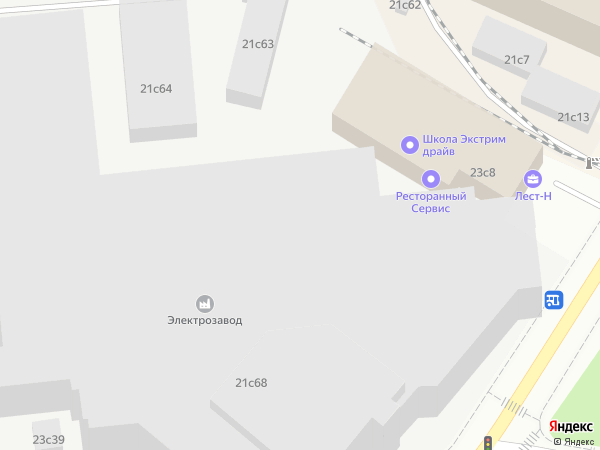 21с62
21с63
21с7
21с64
21с13
Школа Экстрим
драйв
23с8
Ресторанный
Сервис
Лест-Н
Электрозавод
21с68
23с39
Яндекс
© Яндекс